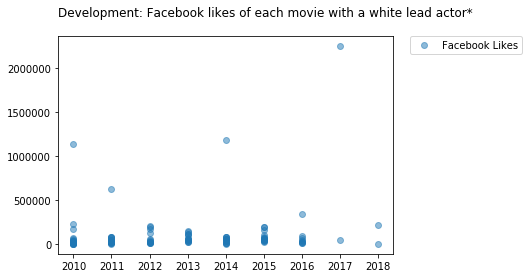 Development: Facebook likes of each movie with a white lead actor*
Facebook Likes
2000000
1500000
1000000
500000
0
2010 2011 2012 2013 2014 2015 2016 2017 2018